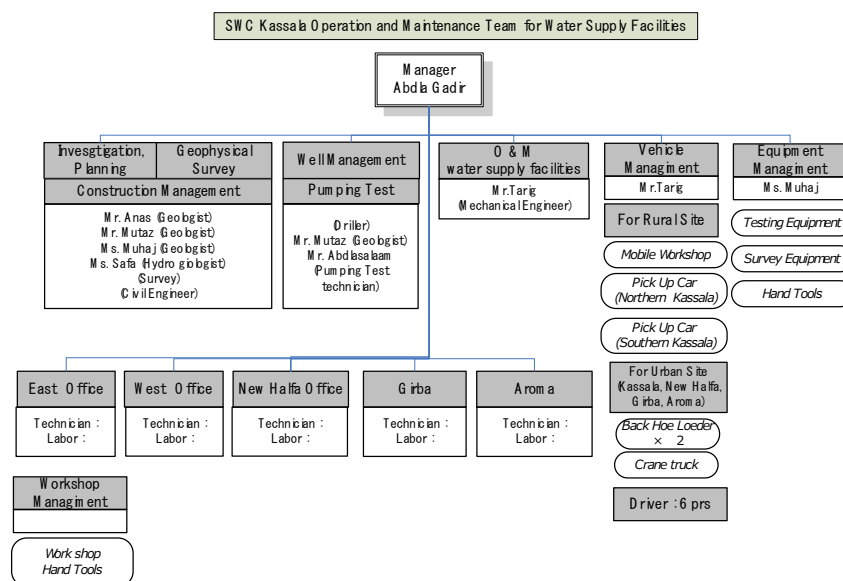 SWC Kassala Operation and Maintenance Team for Water Supply Facilities
Manager
Abdla Gadir
Invesgtigation,
Planning
Geophysical
Survey
Construction Management
Mr. Anas (Geologist)
Mr. Mutaz (Geologist)
Ms. Muhaj (Geologist)
Ms. Safa (Hydro giologist)
(Survey)
(Civil Engineer)
Well Management
Pumping Test
(Driller)
Mr. Mutaz (Geologist)
Mr. Abdlasalaam
(Pumping Test
technician)
O & M
water supply facilities
Mr.Tarig
(Mechanical Engineer)
Vehicle
Managiment
Mr.Tarig
For Rural Site
Mobile Workshop
Pick Up Car
(Northern Kassala)
Pick Up Car
(Southern Kassala)
For Urban Site
(Kassala, New Halfa,
Girba, Aroma)
Back Hoe Loeder
× 2
Crane truck
Driver : 6 prs
Equipment
Managiment
Ms. Muhaj
Testing Equipment
Survey Equipment
Hand Tools
East Office
Technician :
Labor :
West Office
Technician :
Labor :
New Halfa Office
Technician :
Labor :
Girba
Technician :
Labor :
Aroma
Technician :
Labor :
Workshop
Managiment
Work shop
Hand Tools